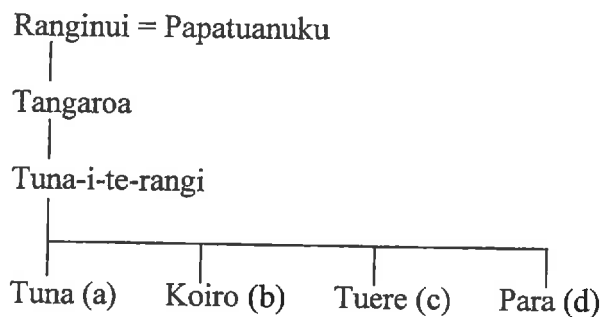 Ranginui = Papatuanuku
Tangaroa
Tuna-i-te-rangi
Tuna (a) Koiro (b) Tuere (c) Para (d)